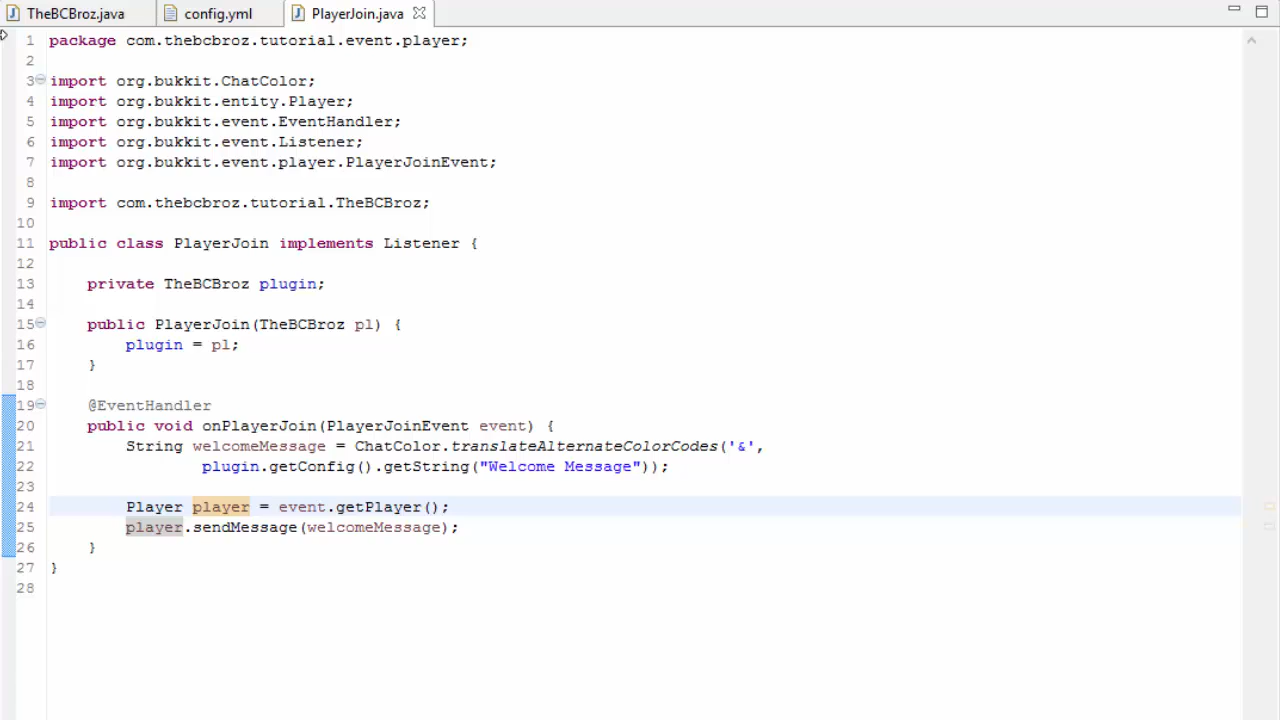 TheBCBroz.java config.yml PlayerJoin.java
1 package com.thebcbroz.tutorial.event.player;
2
3 import org.bukkit.ChatColor;
4 import org.bukkit.entity.Player;
5 import org.bukkit.event.EventHandler;
6 import org.bukkit.event.Listener;
7 import org.bukkit.event.player.PlayerJoinEvent;
8
9 import com.thebcbroz.tutorial.TheBCBroz;
10
11 public class PlayerJoin implements Listener {
12
13 private TheBCBroz plugin;
14
15 public PlayerJoin(TheBCBroz pl) {
16 plugin = pl;
17 }
18
19 @EventHandler
20 public void onPlayerJoin(PlayerJoinEvent event) {
21 String welcomeMessage = ChatColor.translateAlternateColorCodes('&',
22 plugin.getConfig().getString("Welcome Message"));
23
24 Player player = event.getPlayer();
25 player.sendMessage(welcomeMessage);
26 }
27 }
28